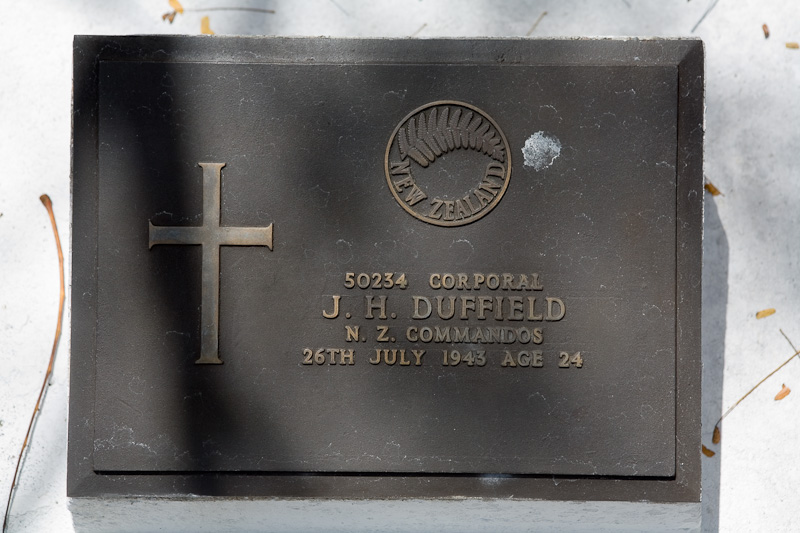 NEW ZEALAND
50234 CORPORAL
J. H. DUFFIELD
N. Z. COMMANDOS
26TH JULY 1943 AGE 24